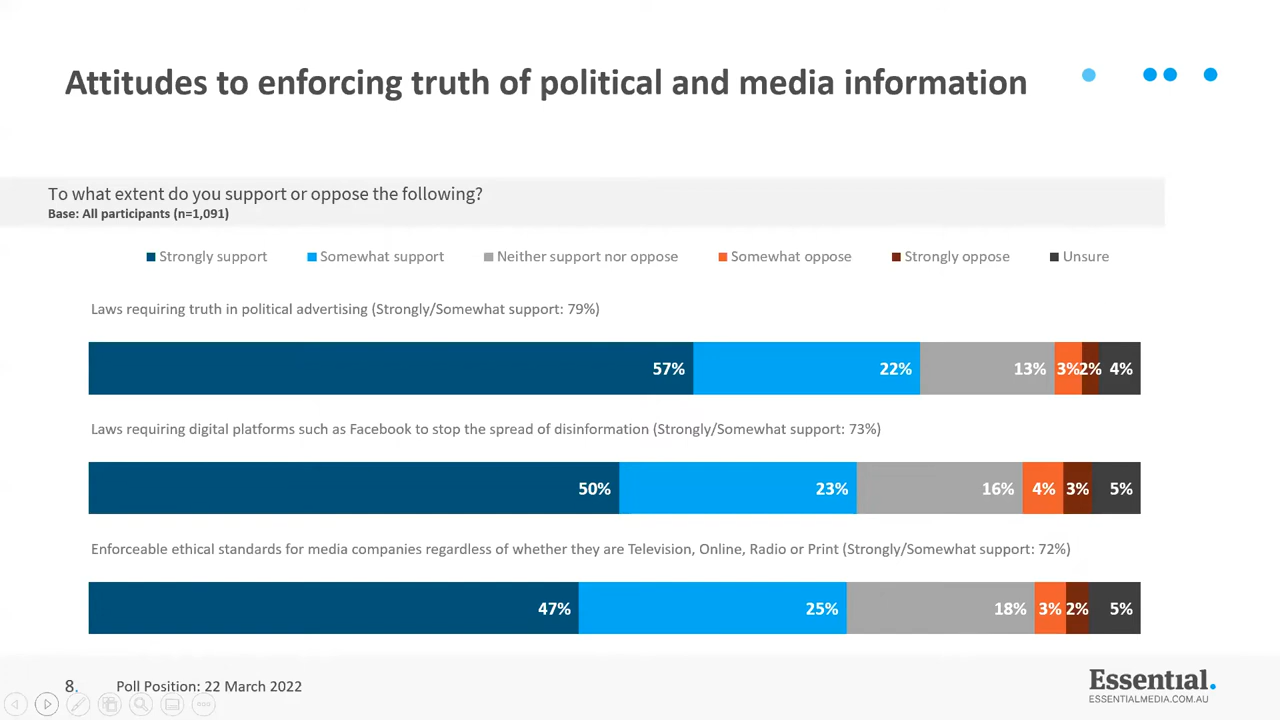 Attitudes to enforcing truth of political and media information
To what extent do you support or oppose the following?
Base: All participants (n=1,091)
Strongly support Somewhat support Neither support nor oppose Somewhat oppose Strongly oppose Unsure
Laws requiring truth in political advertising (Strongly/Somewhat support: 79%)
57% 22% 13% 3% 2% 4%
Laws requiring digital platforms such as Facebook to stop the spread of disinformation (Strongly/Somewhat support: 73%)
50% 23% 16% 4% 3% 5%
Enforceable ethical standards for media companies regardless of whether they are Television, Online, Radio or Print (Strongly/Somewhat support: 72%)
47% 25% 18% 3% 2% 5%
8. Poll Position: 22 March 2022
Essential.
ESSENTIALMEDIA.COM.AU